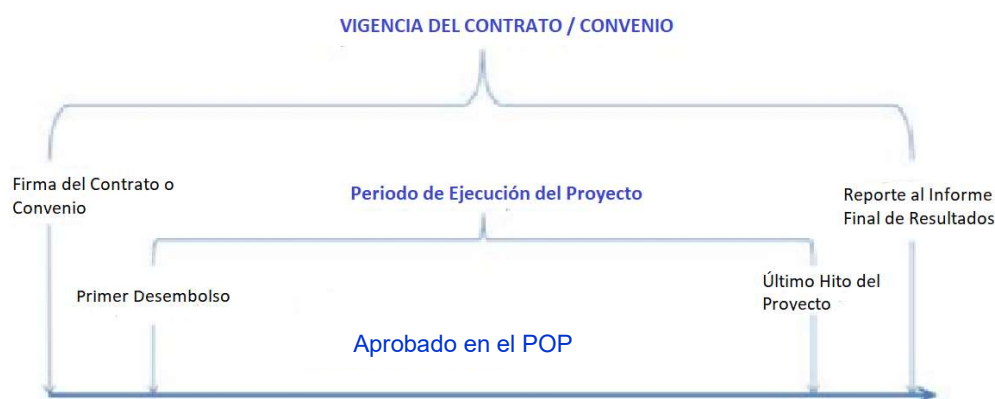 VIGENCIA DEL CONTRATO / CONVENIO
Firma del Contrato o
Convenio
Periodo de Ejecución del Proyecto
Reporte al Informe
Final de Resultados
Primer Desembolso
Último Hito del
Proyecto
Aprobado en el POP